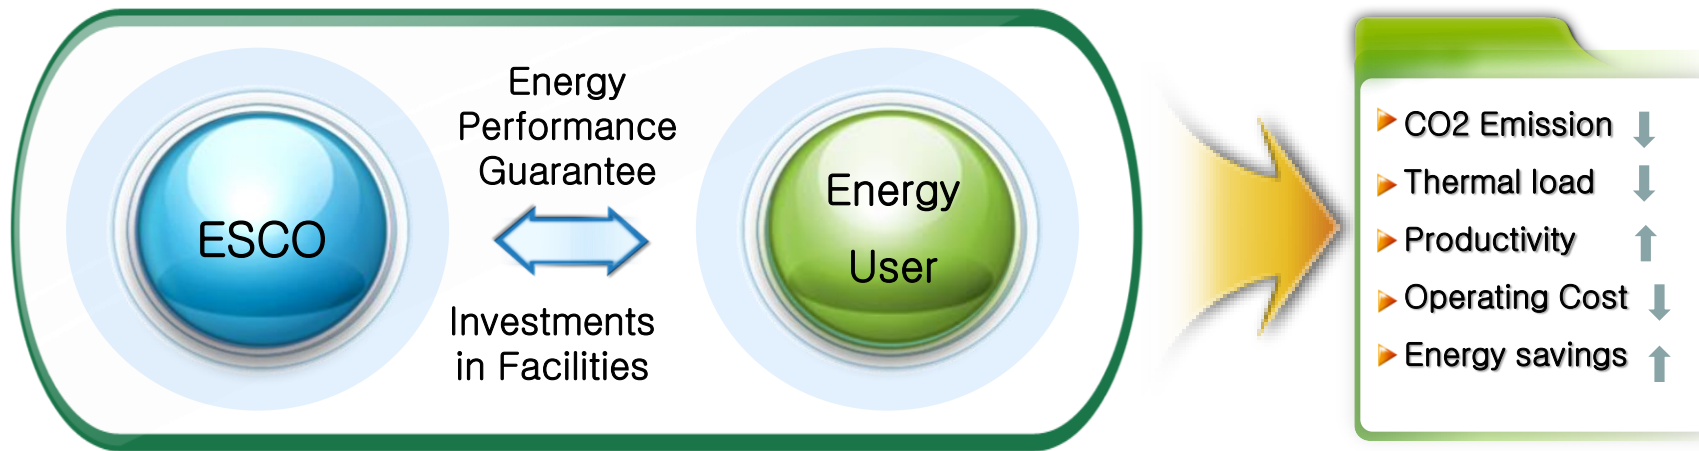 Energy
Performance
Guarantee
ESCO
Investments
in Facilities
Energy
User
CO2 Emission
Thermal load
Productivity
Operating Cost
Energy savings